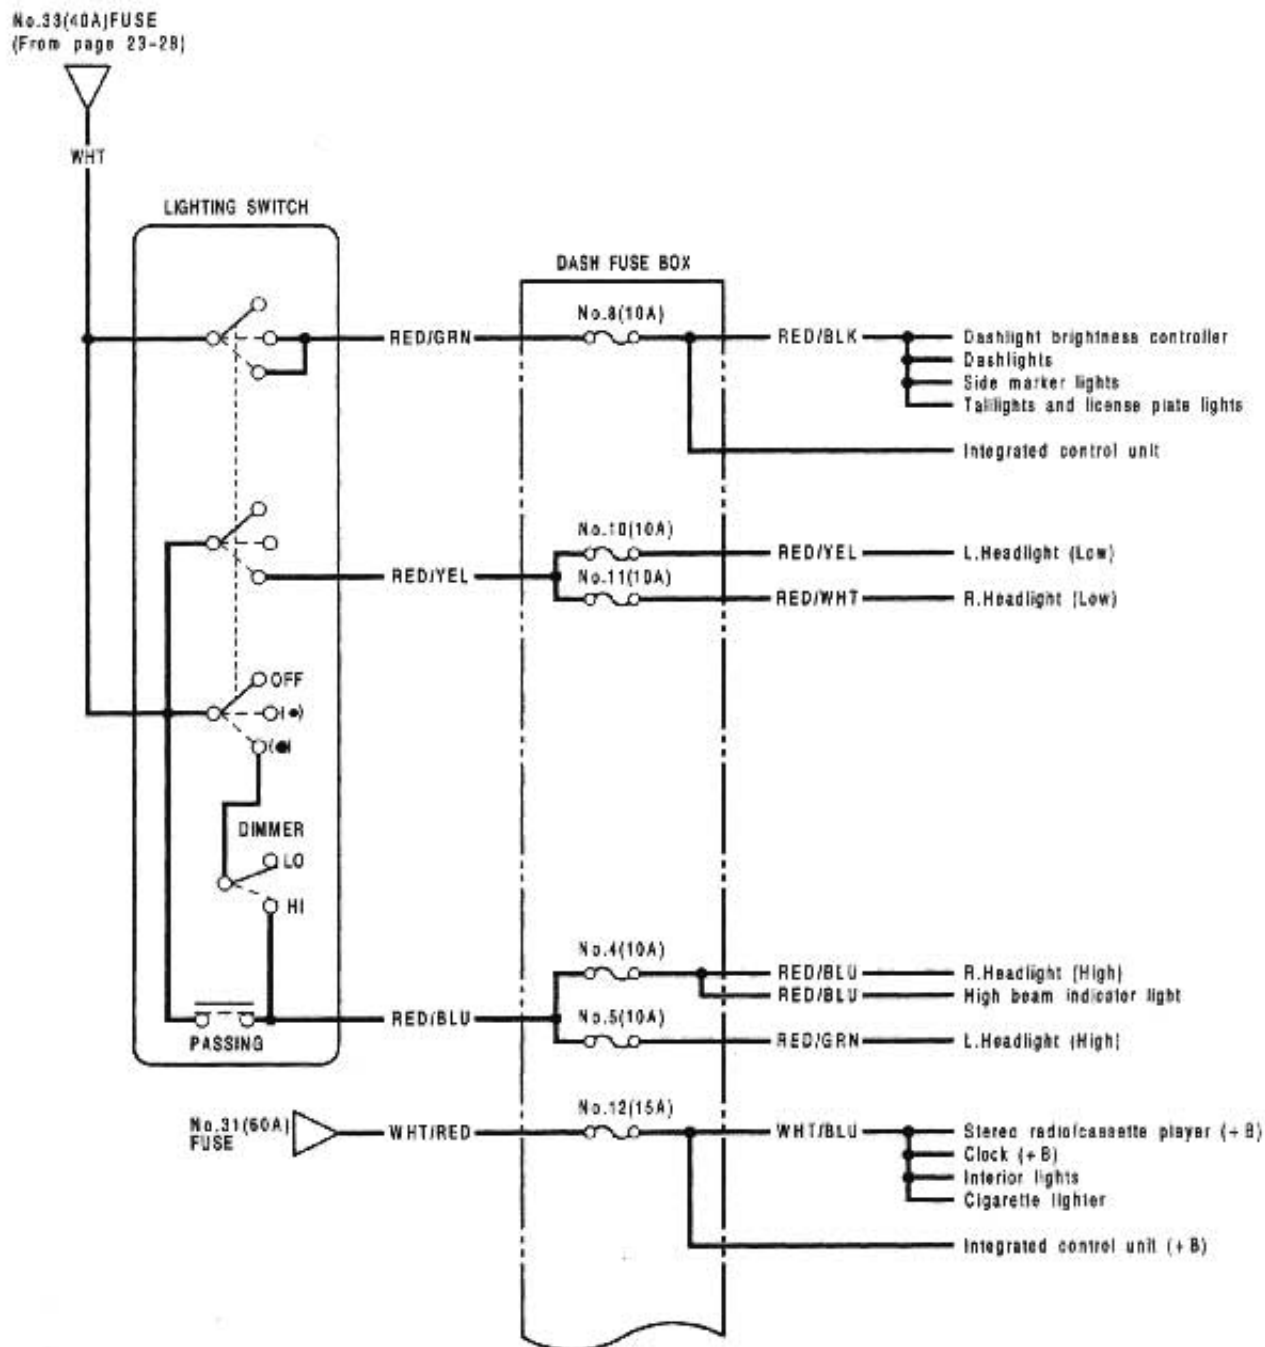 No.33(40A)FUSE
(From page 23-28)
WHT
LIGHTING SWITCH
DASH FUSE BOX
No.8(10A)
RED/GRN
RED/BLK
Dashlight brightness controller
Dashlights
Side marker lights
Taillights and license plate lights
Integrated control unit
No.10(10A)
RED/YEL
L.Headlight (Low)
RED/YEL
No.11(10A)
RED/WHT
R.Headlight (Low)
OFF
DIMMER
LO
HI
No.4(10A)
RED/BLU
R.Headlight (High)
RED/BLU
High beam indicator light
RED/BLU
No.5(10A)
RED/GRN
L.Headlight (High)
PASSING
No.31(60A)
FUSE
WHT/RED
No.12(15A)
WHT/BLU
Stereo radio/cassette player (+B)
Clock (+B)
Interior lights
Cigarette lighter
Integrated control unit (+B)